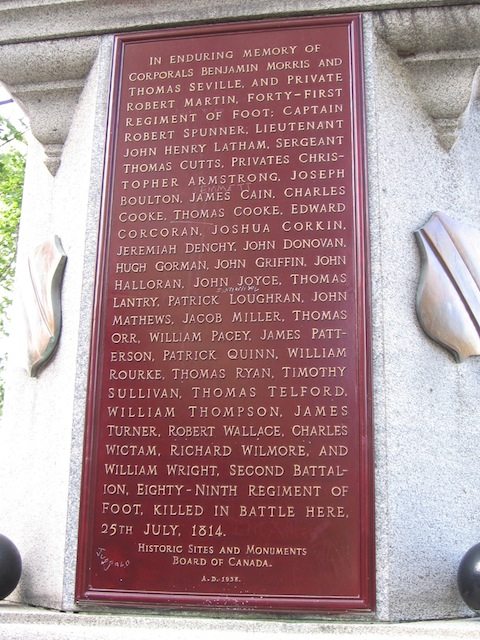 IN ENDURING MEMORY OF
CORPORALS BENJAMIN MORRIS AND
THOMAS SEVILLE, AND PRIVATE
ROBERT MARTIN, FORTY-FIRST
REGIMENT OF FOOT; CAPTAIN
ROBERT SPUNNER, LIEUTENANT
JOHN HENRY LATHAM, SERGEANT
THOMAS CUTTS, PRIVATES CHRIS-
TOPHER ARMSTRONG, JOSEPH
EMMETT
BOULTON, JAMES CAIN, CHARLES
COOKE, THOMAS COOKE, EDWARD
CORCORAN, JOSHUA CORKIN,
JEREMIAH DENCHY, JOHN DONOVAN,
HUGH GORMAN, JOHN GRIFFIN, JOHN
HALLORAN, JOHN JOYCE, THOMAS
LANTRY, PATRICK LOUGHRAN, JOHN
MATHEWS, JACOB MILLER, THOMAS
ORR, WILLIAM PACEY, JAMES PATT-
ERSON, PATRICK QUINN, WILLIAM
ROURKE, THOMAS RYAN, TIMOTHY
SULLIVAN, THOMAS TELFORD,
WILLIAM THOMPSON, JAMES
TURNER, ROBERT WALLACE, CHARLES
WICTAM, RICHARD WILMORE, AND
WILLIAM WRIGHT, SECOND BATTAL-
ION, EIGHTY-NINTH REGIMENT OF
FOOT, KILLED IN BATTLE HERE,
25TH JULY, 1814.
HISTORIC SITES AND MONUMENTS
BOARD OF CANADA.
A.D. 1938.